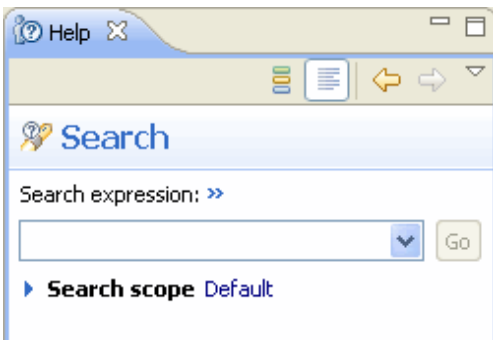 Help
Search
Search expression: >>
Go
Search scope Default